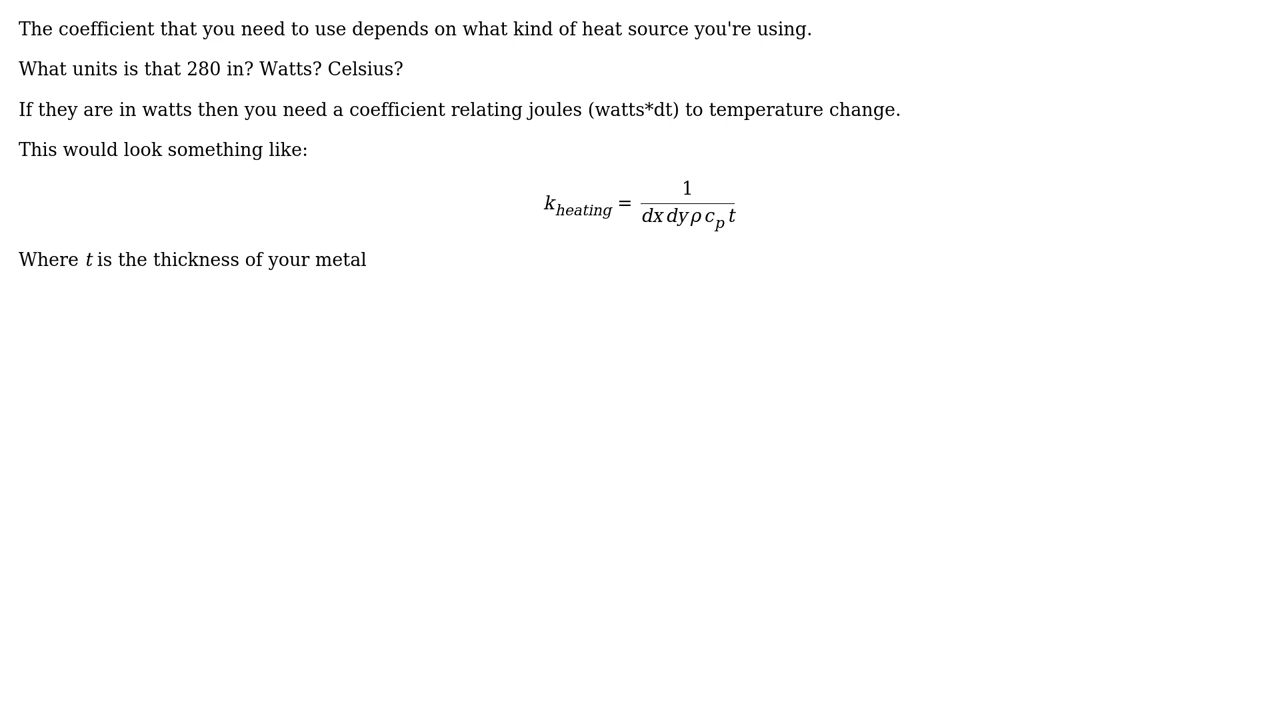 The coefficient that you need to use depends on what kind of heat source you're using.
What units is that 280 in? Watts? Celsius?
If they are in watts then you need a coefficient relating joules (watts*dt) to temperature change.
This would look something like:
k_{heating} = \frac{1}{dx dy ρ c_p t}
Where t is the thickness of your metal